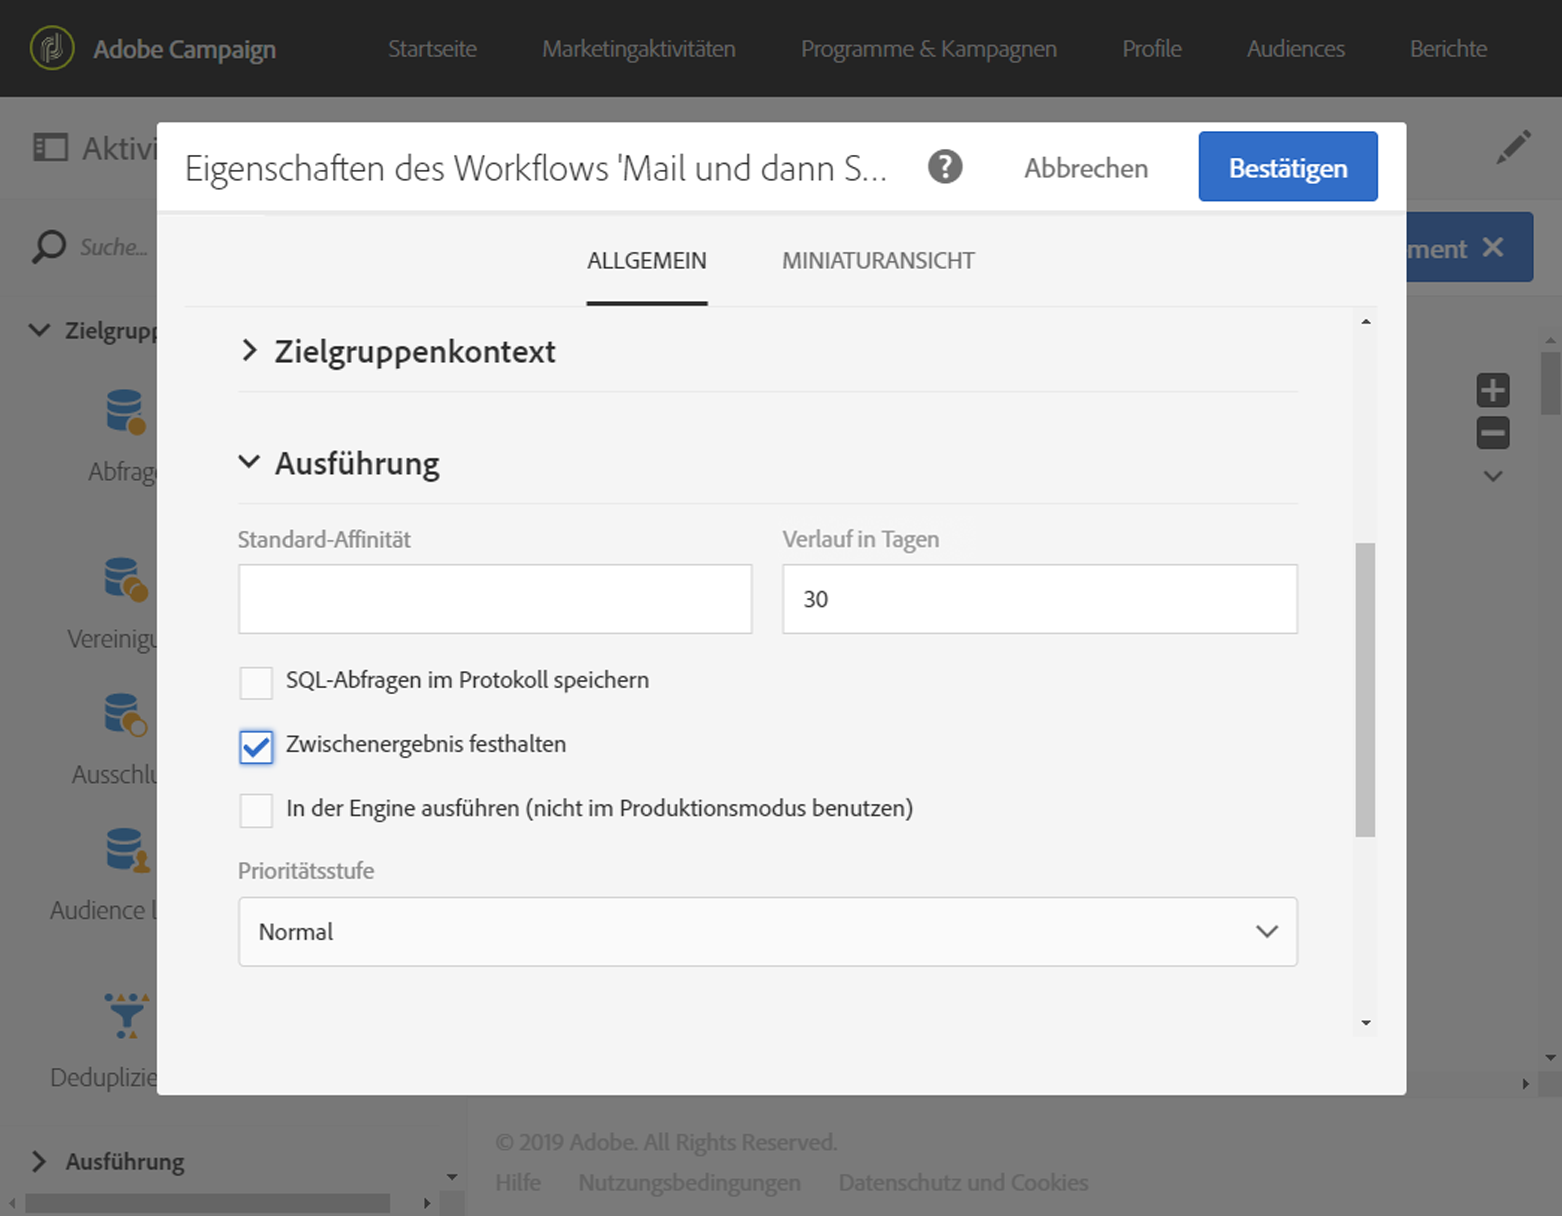 Adobe Campaign Startseite Marketingaktivitäten Programme & Kampagnen Profile Audiences Berichte
Aktivi
Eigenschaften des Workflows 'Mail und dann S... Abbrechen Bestätigen
Suche...
ALLGEMEIN MINIATURANSICHT
ment
Zielgrupp
Zielgruppenkontext
Abfrage
Ausführung
Standard-Affinität Verlauf in Tagen
30
Vereinigu
SQL-Abfragen im Protokoll speichern
Zwischenergebnis festhalten
Ausschlu
In der Engine ausführen (nicht im Produktionsmodus benutzen)
Prioritätsstufe
Audience l
Normal
Deduplizie
© 2019 Adobe. All Rights Reserved.
Ausführung
Hilfe Nutzungsbedingungen Datenschutz und Cookies